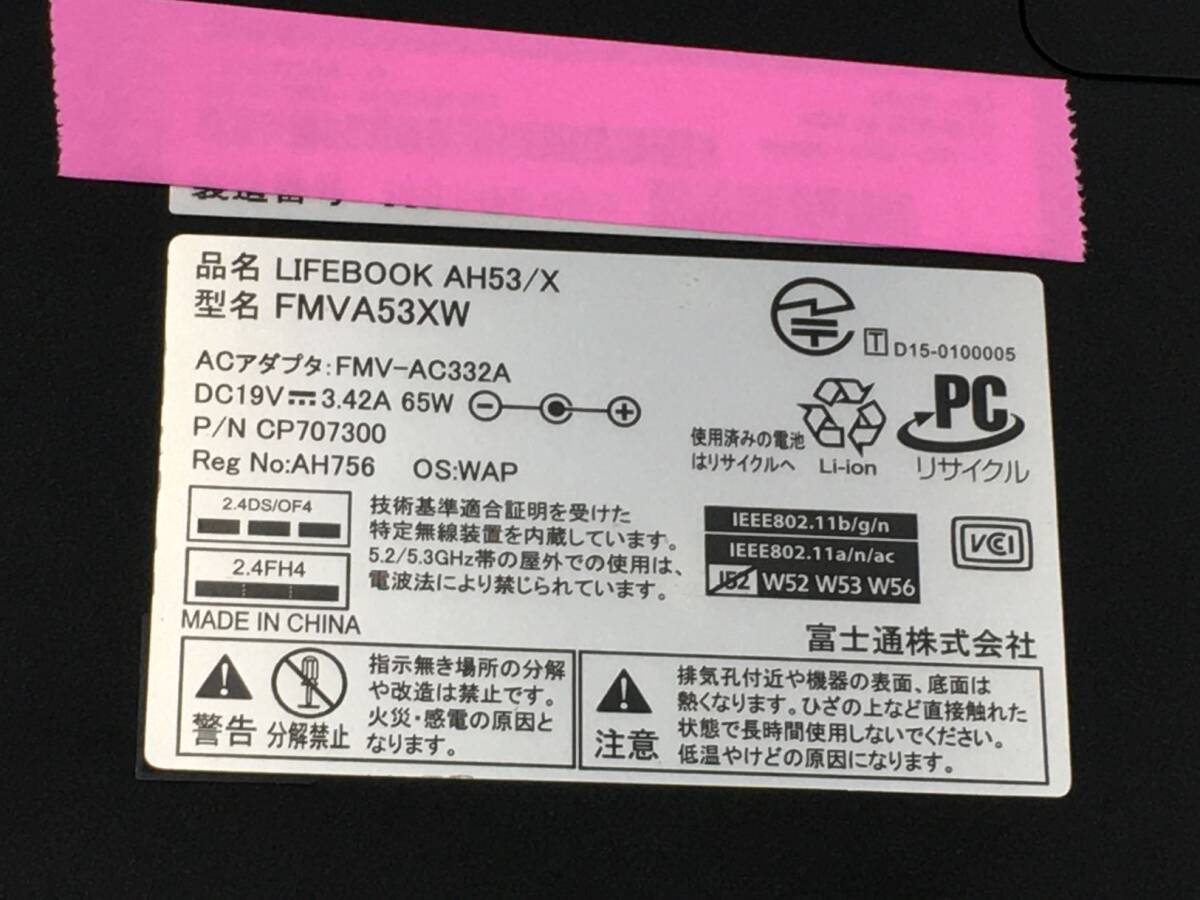 製造番号
品名 LIFEBOOK AH53/X
型名 FMVA53XW
ACアダプタ:FMV-AC332A
DC19V 3.42A 65W
P/N CP707300
Reg No:AH756 OS:WAP
T D15-0100005
使用済みの電池
はリサイクルへ
Li-ion
PC
リサイクル
2.4DS/OF4
2.4FH4
技術基準適合証明を受けた
特定無線装置を内蔵しています。
5.2/5.3GHz帯の屋外での使用は、
電波法により禁じられています。
IEEE802.11b/g/n
IEEE802.11a/n/ac
J52 W52 W53 W56
VCI
MADE IN CHINA
富士通株式会社
警告
分解禁止
指示無き場所の分解
や改造は禁止です。
火災・感電の原因と
なります。
注意
排気孔付近や機器の表面、底面は
熱くなります。ひざの上など直接触れた
状態で長時間使用しないでください。
低温やけどの原因になります。